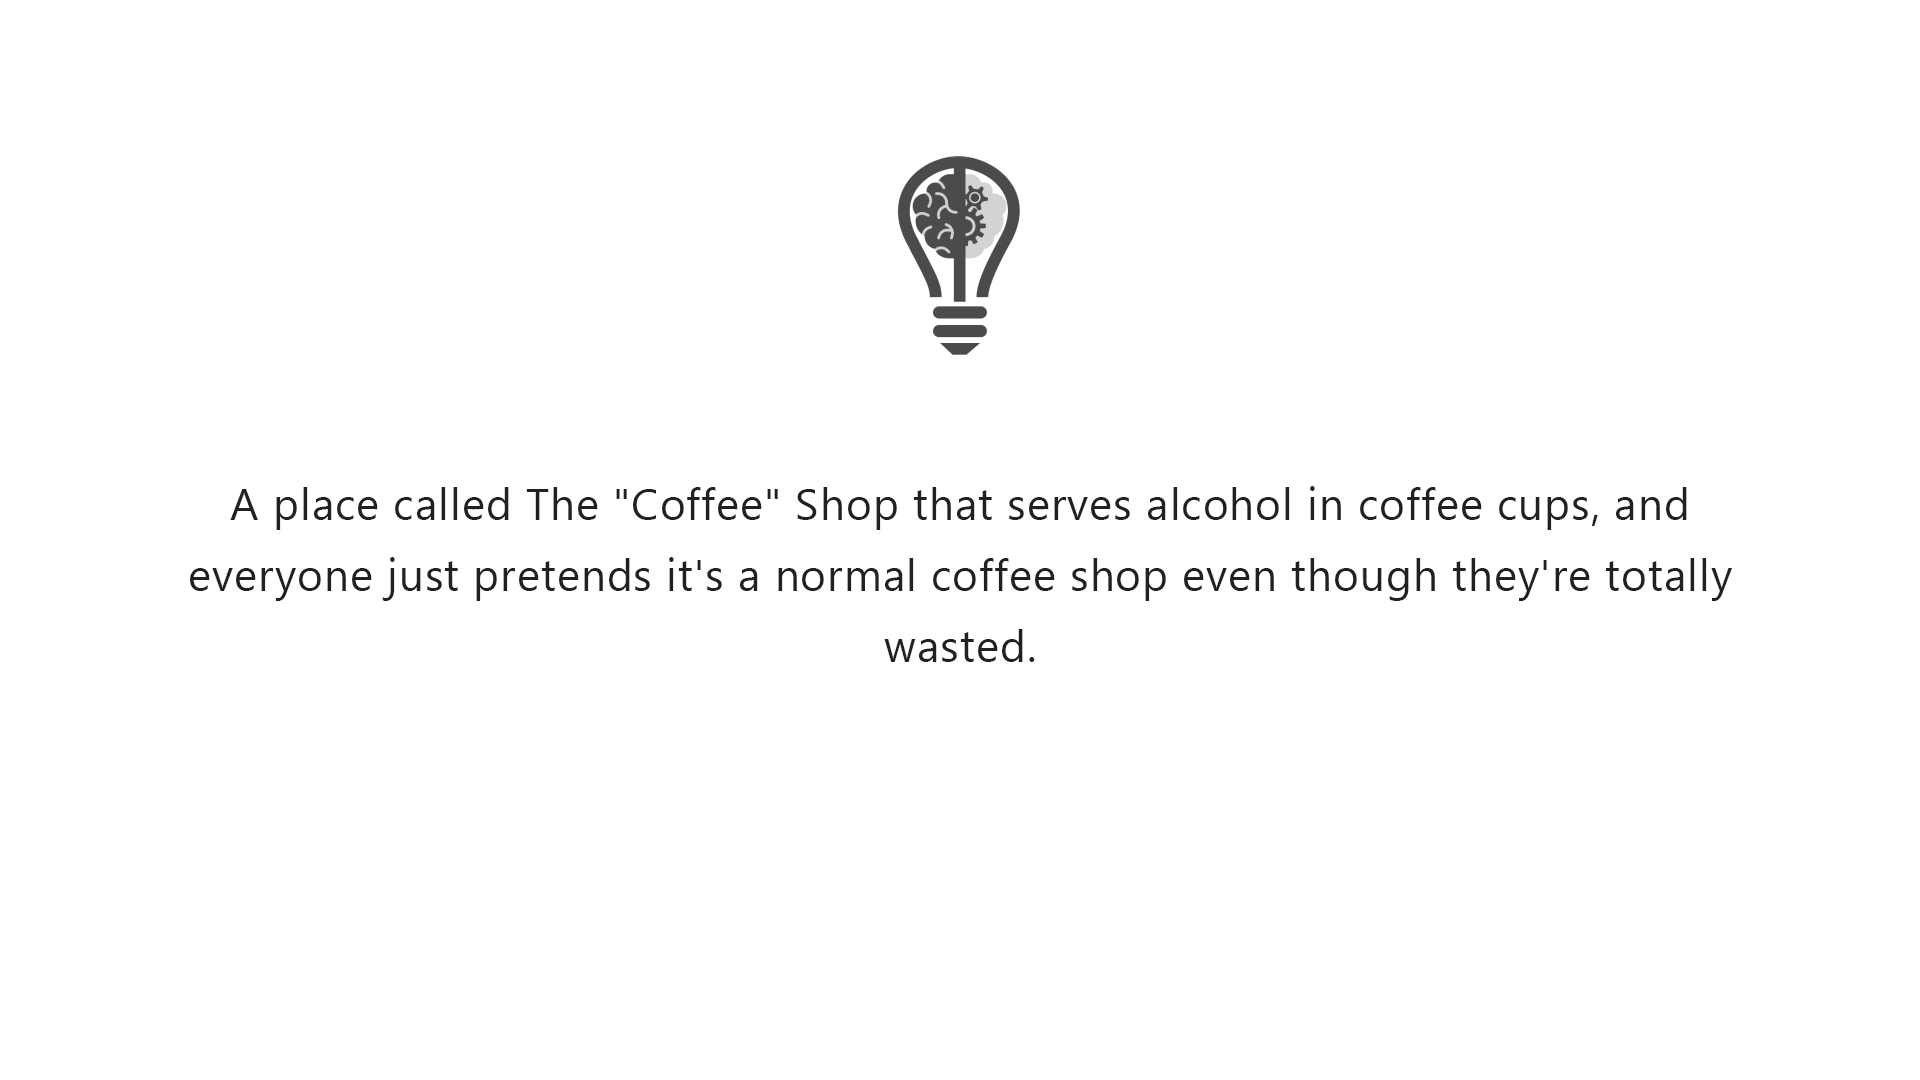 A place called The "Coffee" Shop that serves alcohol in coffee cups, and
everyone just pretends it's a normal coffee shop even though they're totally
wasted.